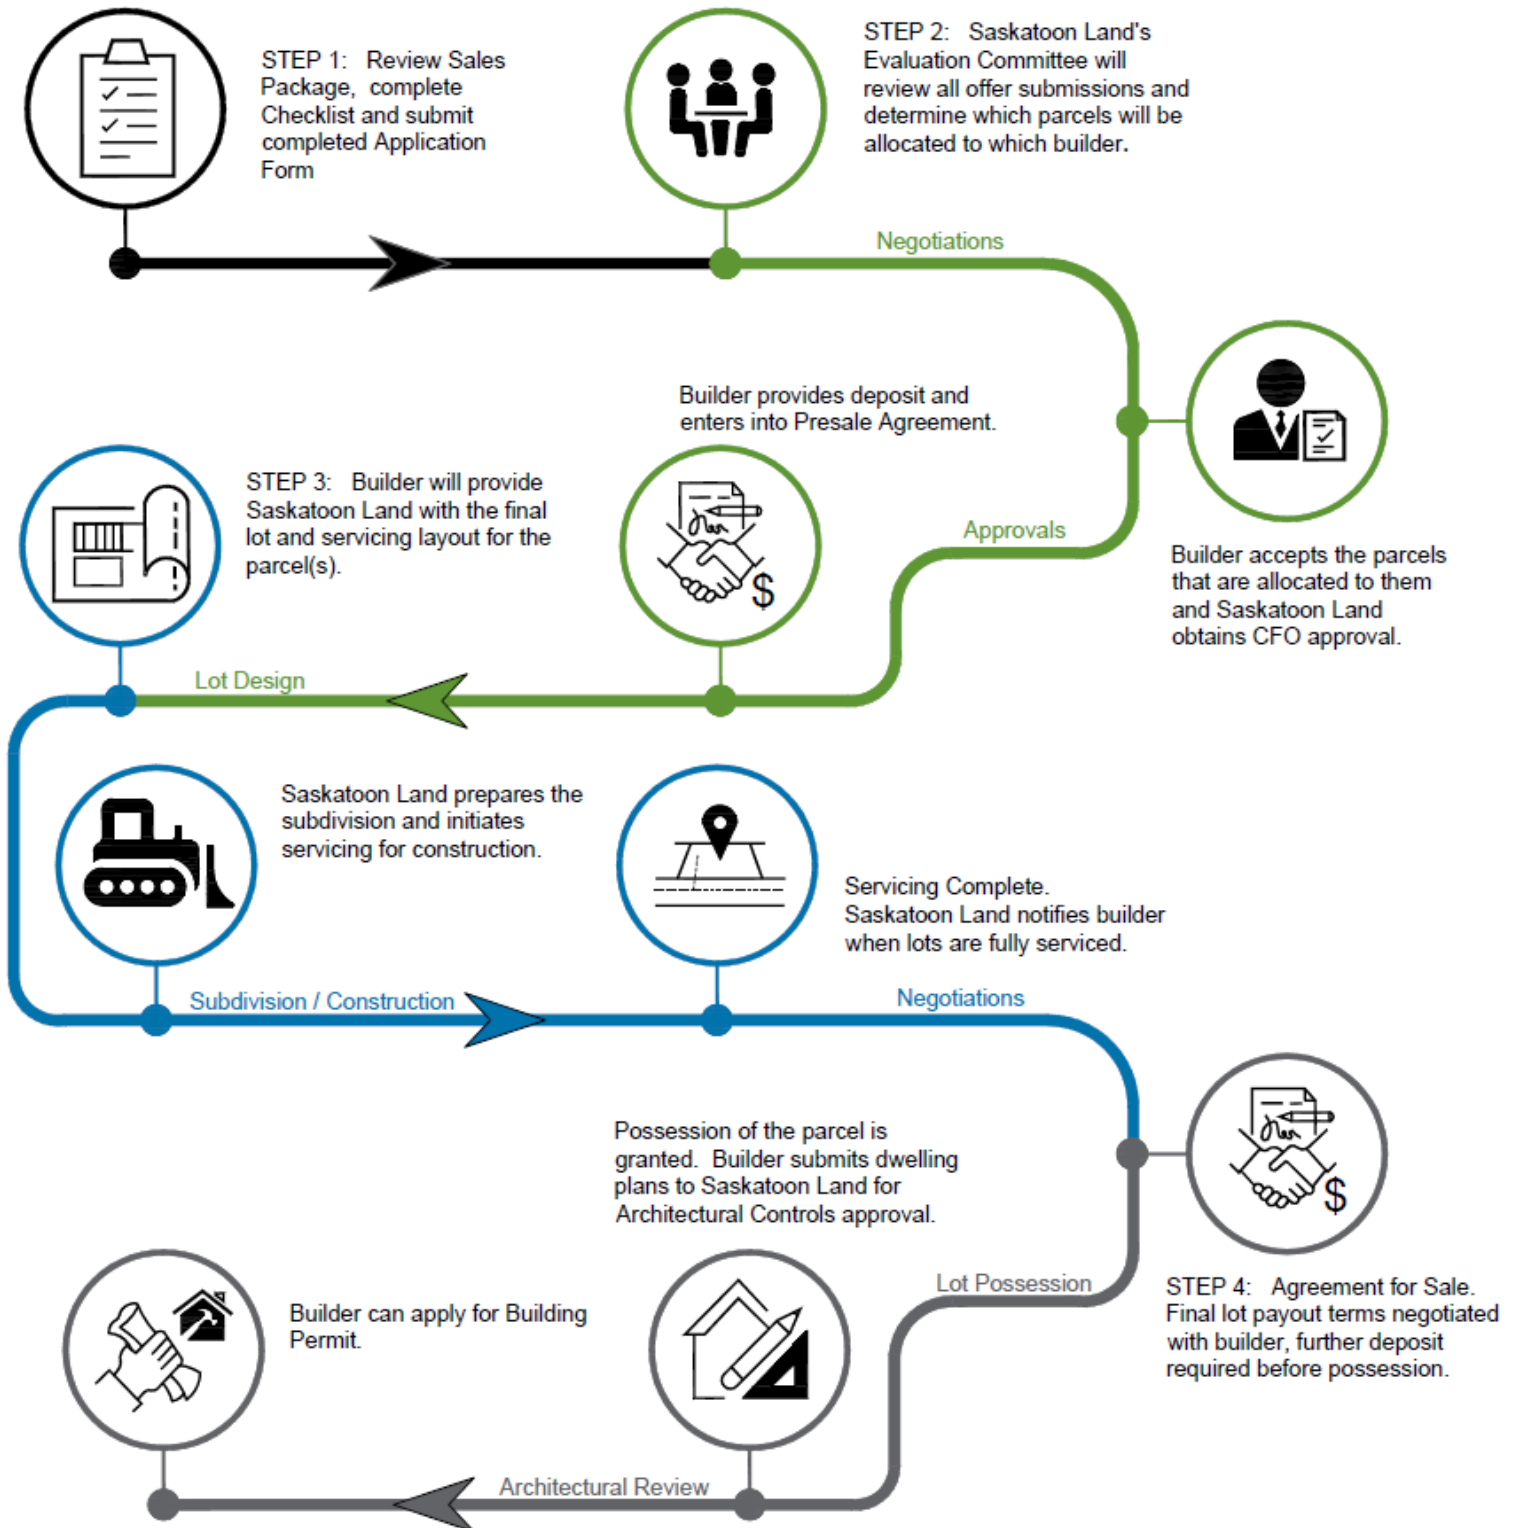 STEP 1: Review Sales
Package, complete
Checklist and submit
completed Application
Form
STEP 2: Saskatoon Land's
Evaluation Committee will
review all offer submissions and
determine which parcels will be
allocated to which builder.
Negotiations
Builder accepts the parcels
that are allocated to them
and Saskatoon Land
obtains CFO approval.
Approvals
Builder provides deposit and
enters into Presale Agreement.
$
Lot Design
STEP 3: Builder will provide
Saskatoon Land with the final
lot and servicing layout for the
parcel(s).
Saskatoon Land prepares the
subdivision and initiates
servicing for construction.
Subdivision / Construction
Servicing Complete.
Saskatoon Land notifies builder
when lots are fully serviced.
Negotiations
$
STEP 4: Agreement for Sale.
Final lot payout terms negotiated
with builder, further deposit
required before possession.
Lot Possession
Possession of the parcel is
granted. Builder submits dwelling
plans to Saskatoon Land for
Architectural Controls approval.
Architectural Review
Builder can apply for Building
Permit.